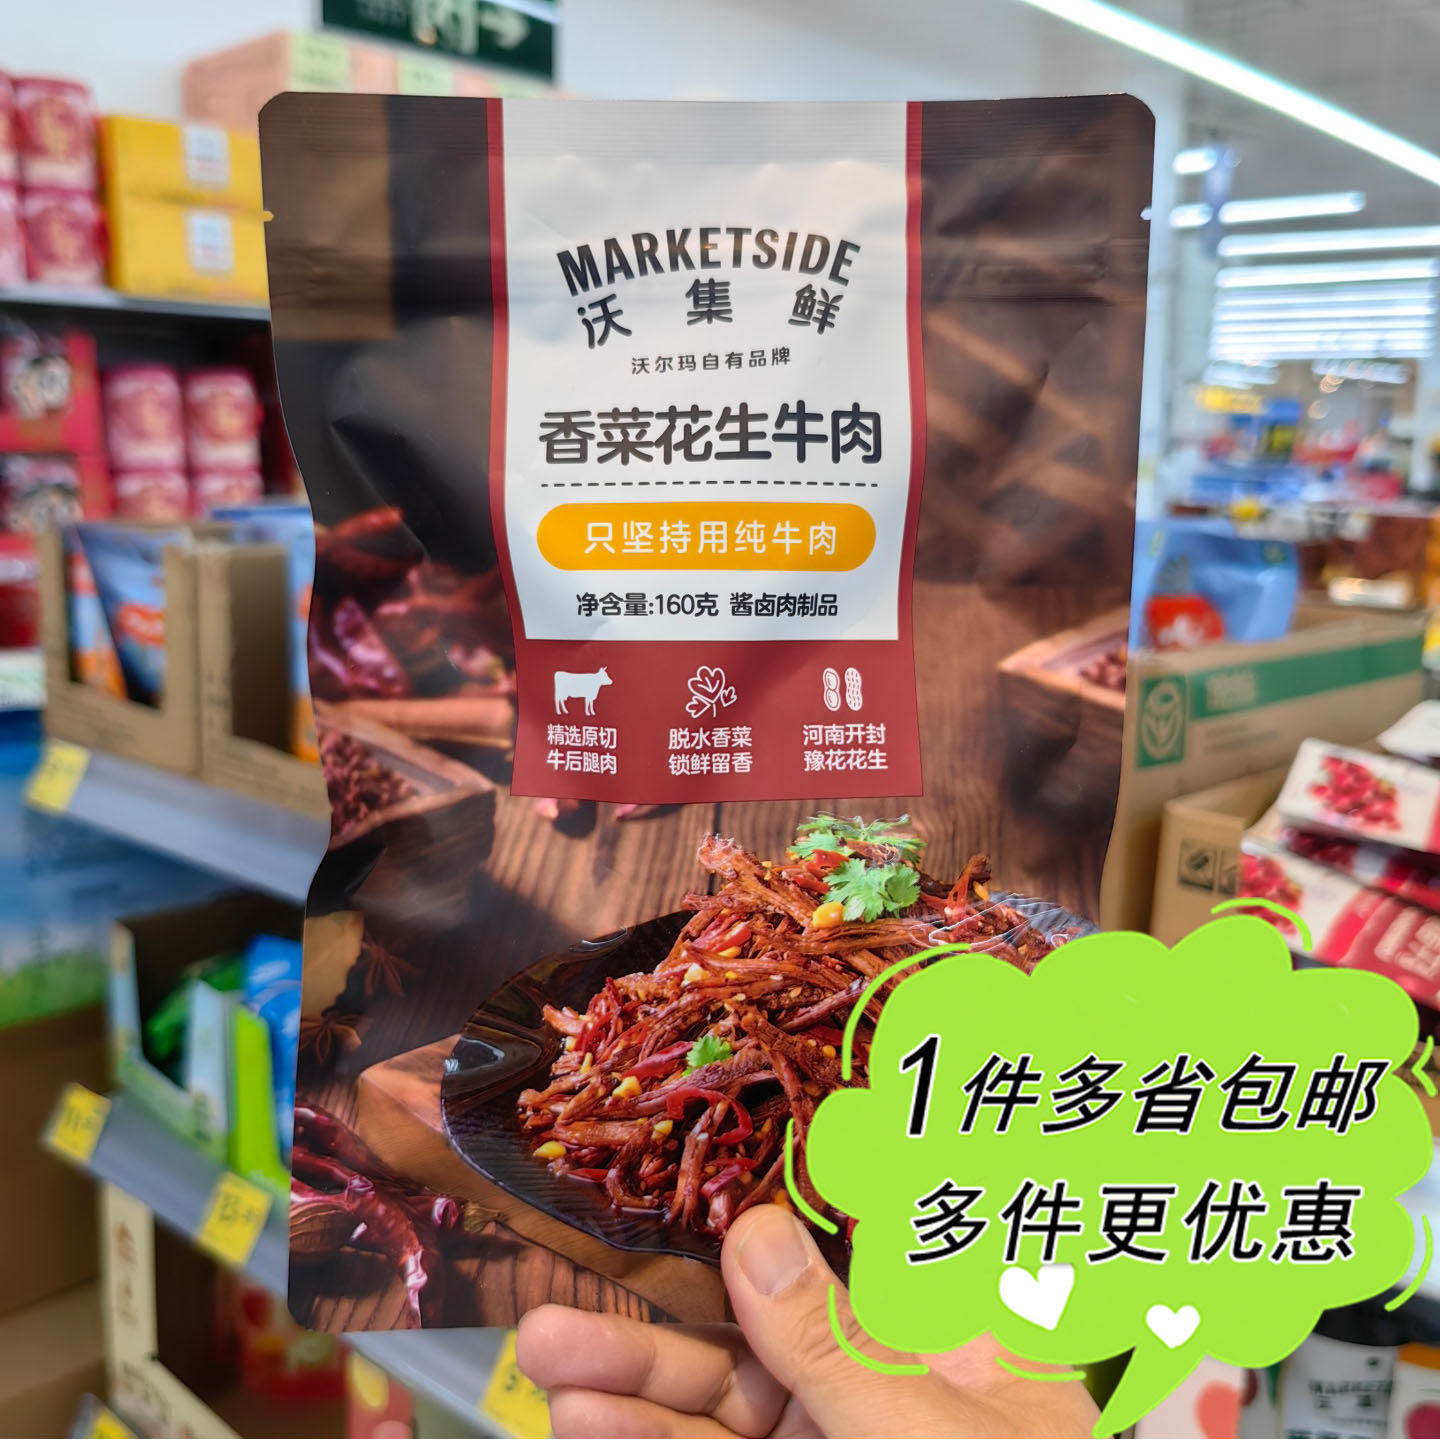 MARKETSIDE
沃集鲜
沃尔玛自有品牌
香菜花生牛肉
只坚持用纯牛肉
净含量:160克 酱卤肉制品
精选原切
牛后腿肉
脱水香菜
锁鲜留香
河南开封
豫花花生
1件多省包邮
多件更优惠